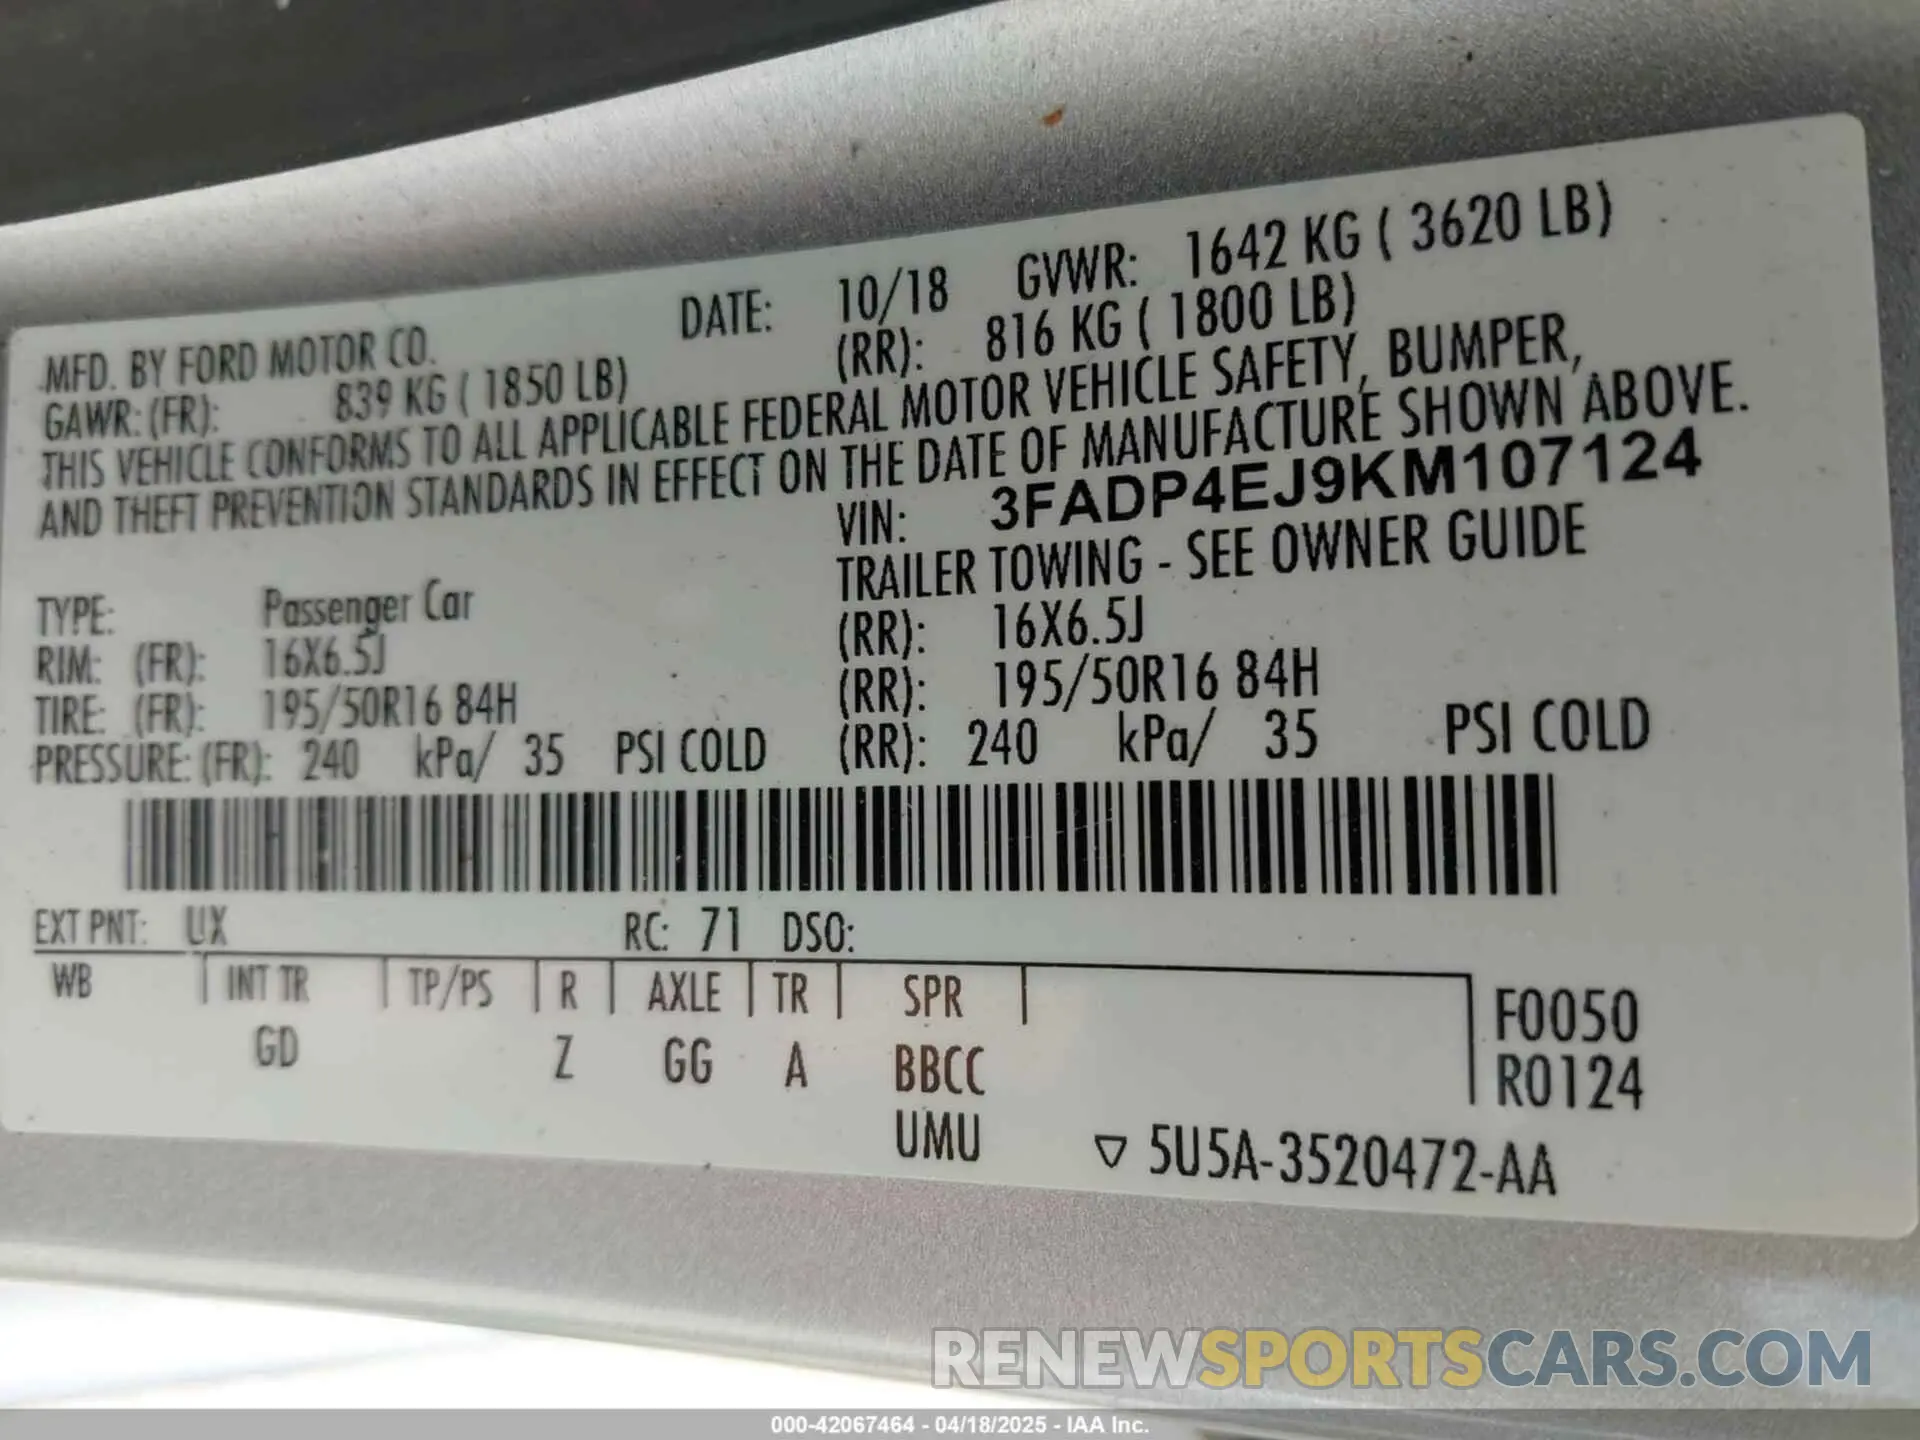 MFD. BY FORD MOTOR CO. DATE: 10/18 GVWR: 1642 KG ( 3620 LB)
GAWR: (FR): 839 KG ( 1850 LB) (RR): 816 KG ( 1800 LB)
THIS VEHICLE CONFORMS TO ALL APPLICABLE FEDERAL MOTOR VEHICLE SAFETY, BUMPER,
AND THEFT PREVENTION STANDARDS IN EFFECT ON THE DATE OF MANUFACTURE SHOWN ABOVE.
VIN: 3FADP4EJ9KM107124
TRAILER TOWING - SEE OWNER GUIDE
TYPE: Passenger Car
RIM: (FR): 16X6.5J (RR): 16X6.5J
TIRE: (FR): 195/50R16 84H (RR): 195/50R16 84H
PRESSURE: (FR): 240 kPa/ 35 PSI COLD (RR): 240 kPa/ 35 PSI COLD
EXT PNT: UX RC: 71 DSO:
WB INT TR TP/PS R AXLE TR SPR F0050
GD Z GG A BBCC R0124
UMU ▽ 5U5A-3520472-AA
RENEWSPORTSCARS.COM
000-42067464 - 04/18/2025 - IAA Inc.